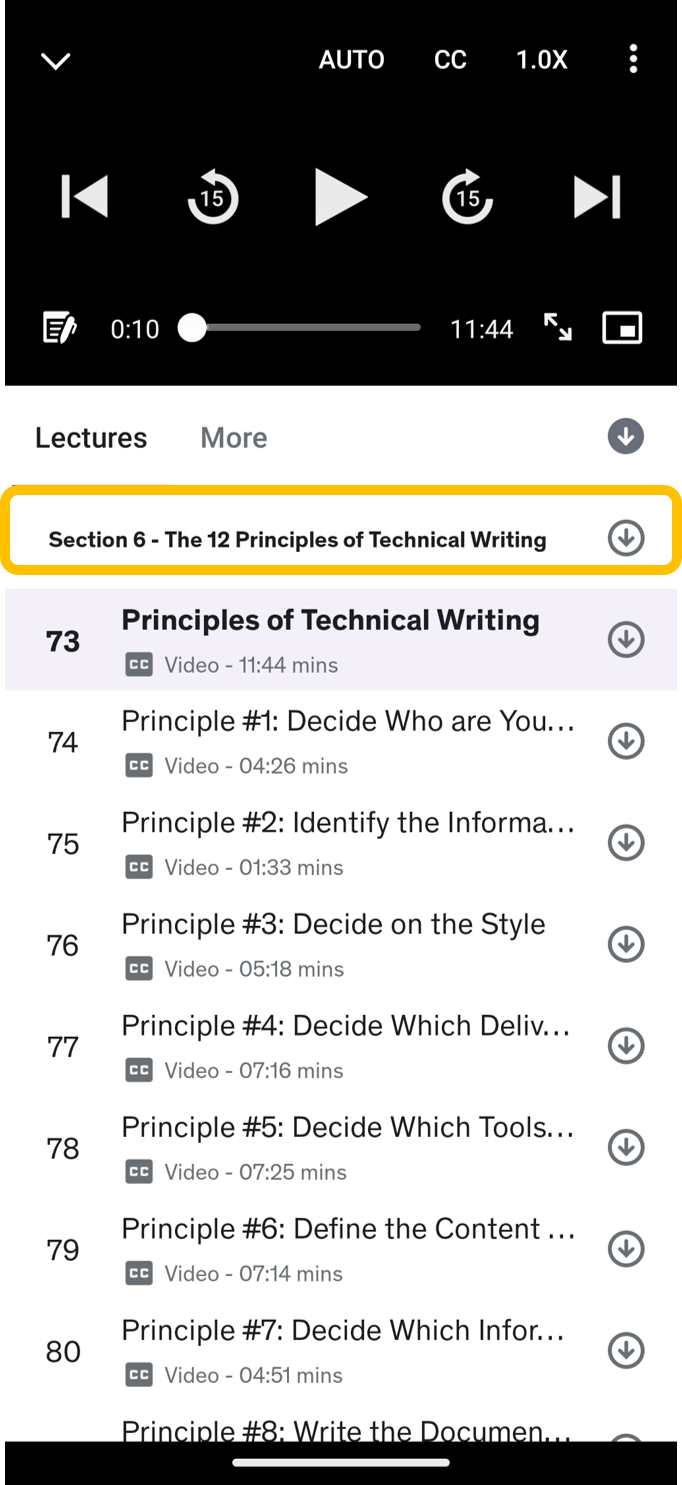 AUTO CC 1.0X
15 15
0:10 11:44
Lectures More
Section 6 - The 12 Principles of Technical Writing
73 Principles of Technical Writing
CC Video - 11:44 mins
74 Principle #1: Decide Who are You...
CC Video - 04:26 mins
75 Principle #2: Identify the Informa...
CC Video - 01:33 mins
76 Principle #3: Decide on the Style
CC Video - 05:18 mins
77 Principle #4: Decide Which Deliv...
CC Video - 07:16 mins
78 Principle #5: Decide Which Tools...
CC Video - 07:25 mins
79 Principle #6: Define the Content ...
CC Video - 07:14 mins
80 Principle #7: Decide Which Infor...
CC Video - 04:51 mins
Principle #8: Write the Documen...